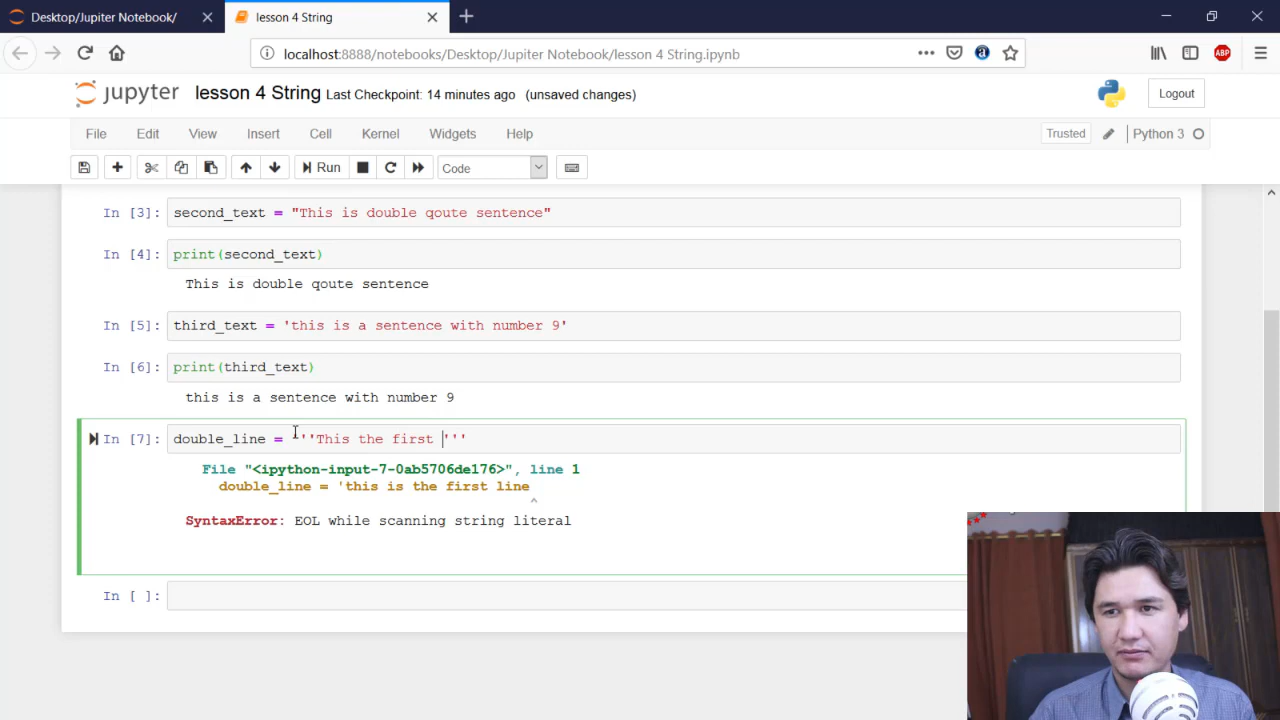 Desktop/Jupiter Notebook/
lesson 4 String
localhost:8888/notebooks/Desktop/Jupiter Notebook/lesson 4 String.ipynb
ABP
jupyter lesson 4 String Last Checkpoint: 14 minutes ago (unsaved changes)
Logout
File Edit View Insert Cell Kernel Widgets Help
Trusted
Python 3
Run
Code
In [3]: second_text = "This is double qoute sentence"
In [4]: print(second_text)
This is double qoute sentence
In [5]: third_text = 'this is a sentence with number 9'
In [6]: print(third_text)
this is a sentence with number 9
In [7]: double_line = '''This the first '''
File "<ipython-input-7-0ab5706de176>", line 1
double_line = 'this is the first line
^
SyntaxError: EOL while scanning string literal
In [ ]: